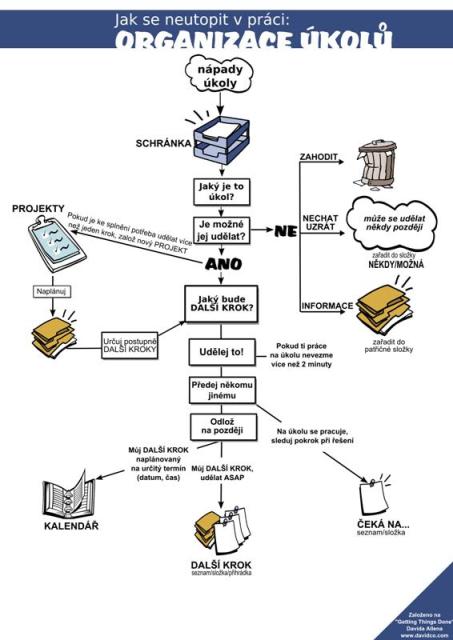 Jak se neutopit v práci:
ORGANIZACE ÚKOLŮ
nápady
úkoly
SCHRÁNKA
Jaký je to
úkol?
ZAHODIT
PROJEKTY
Pokud je ke splnění potřeba udělat více
než jeden krok, založ nový PROJEKT
Je možné
jej udělat?
NE
NECHAT
UZRÁT
může se udělat
někdy později
zařadit do složky
NĚKDY/MOŽNÁ
ANO
Naplánuj
Jaký bude
DALŠÍ KROK?
INFORMACE
zařadit do
patřičné složky
Určuj postupně
DALŠÍ KROKY
Udělej to!
Pokud ti práce
na úkolu nevezme
více než 2 minuty
Předej někomu
jinému
Odlož
na později
Na úkolu se pracuje,
sleduj pokrok při řešení
Můj DALŠÍ KROK
naplánovaný
na určitý termín
(datum, čas)
Můj DALŠÍ KROK,
udělat ASAP
KALENDÁŘ
ČEKÁ NA...
seznam/složka
DALŠÍ KROK
seznam/složka/přihrádka
Založeno na
"Getting Things Done"
Davida Allena
www.davidco.com